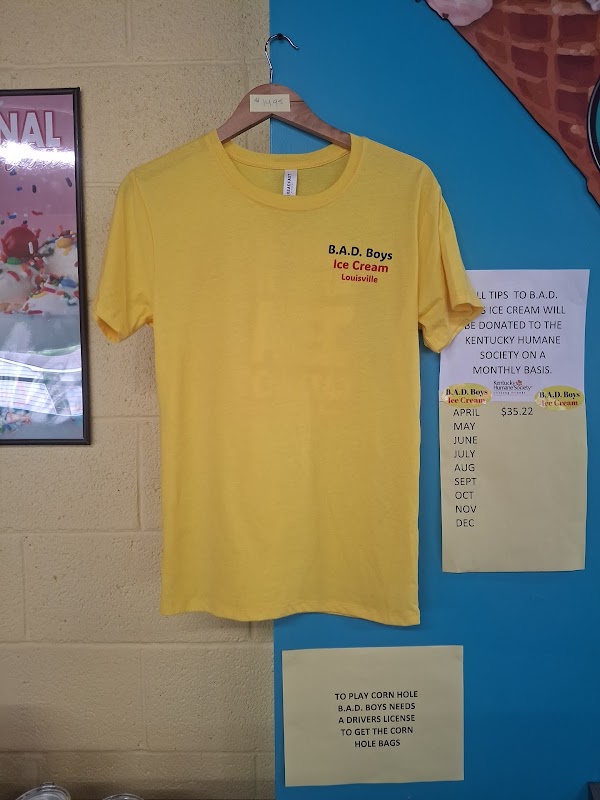 NAL
B.A.D. Boys
Ice Cream
Louisville
LL TIPS TO B.A.D.
S ICE CREAM WILL
BE DONATED TO THE
KENTUCKY HUMANE
SOCIETY ON A
MONTHLY BASIS.
Kentucky
Humane Society
B.A.D. Boys
Ice Cream
B.A.D. Boys
Ice Cream
APRIL $35.22
MAY
JUNE
JULY
AUG
SEPT
OCT
NOV
DEC
TO PLAY CORN HOLE
B.A.D. BOYS NEEDS
A DRIVERS LICENSE
TO GET THE CORN
HOLE BAGS